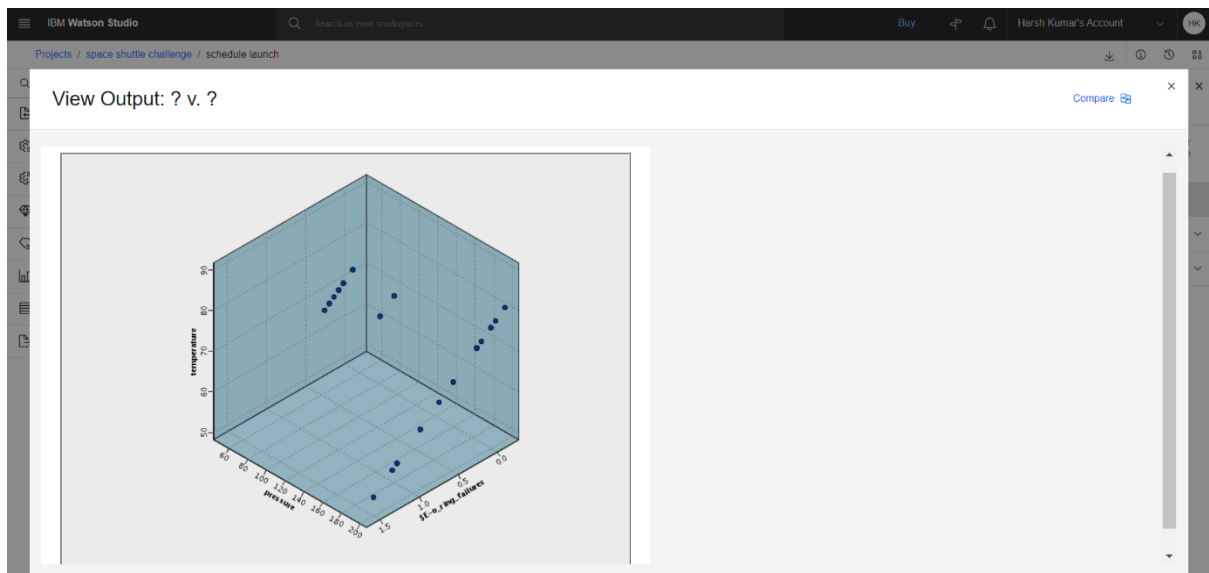 IBM Watson Studio
Search in your workspaces
Buy
Harsh Kumar's Account
HK
Projects / space shuttle challenge / schedule launch
View Output: ? v. ?
Compare
90
80
70
60
50
temperature
60
80
100
120
140
160
180
200
pressure
1.5
1.0
0.5
0.0
$E-o_ring_failures